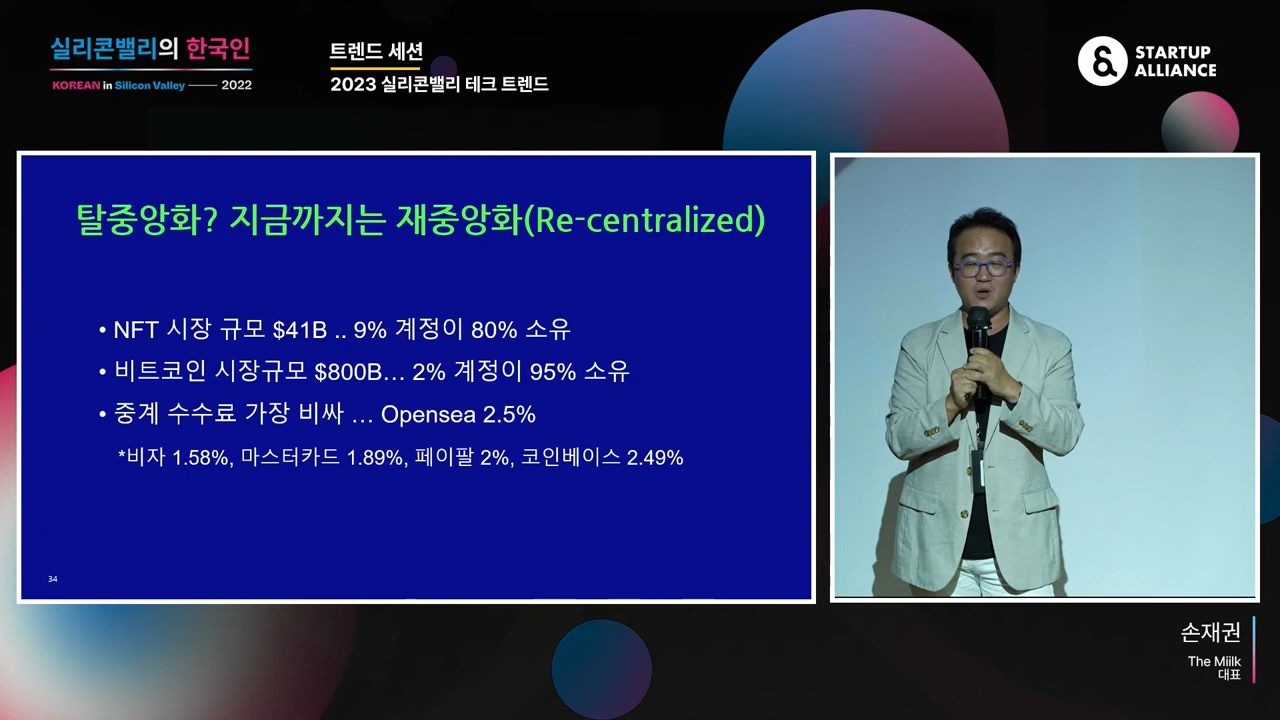 실리콘밸리의 한국인
KOREAN in Silicon Valley 2022
트렌드 세션
2023 실리콘밸리 테크 트렌드
&
STARTUP
ALLIANCE
탈중앙화? 지금까지는 재중앙화(Re-centralized)
• NFT 시장 규모 $41B .. 9% 계정이 80% 소유
• 비트코인 시장규모 $800B… 2% 계정이 95% 소유
• 중계 수수료 가장 비싸 … Opensea 2.5%
*비자 1.58%, 마스터카드 1.89%, 페이팔 2%, 코인베이스 2.49%
34
손재권
The Miilk
대표